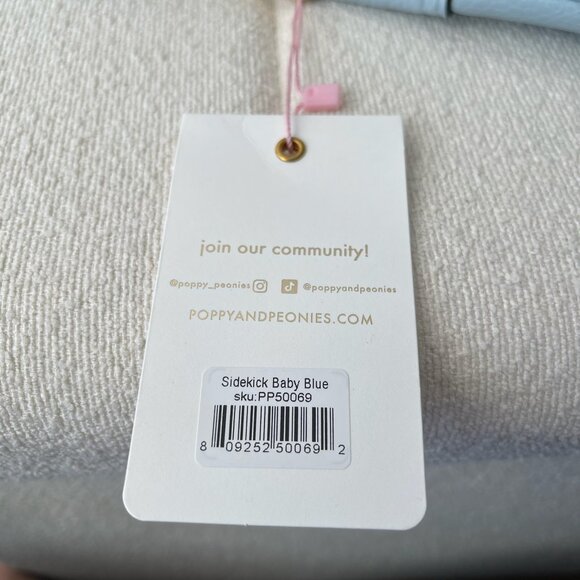 join our community!
@poppy_peonies @poppyandpeonies
POPPYANDPEONIES.COM
Sidekick Baby Blue
sku:PP50069
8 09252 50069 2